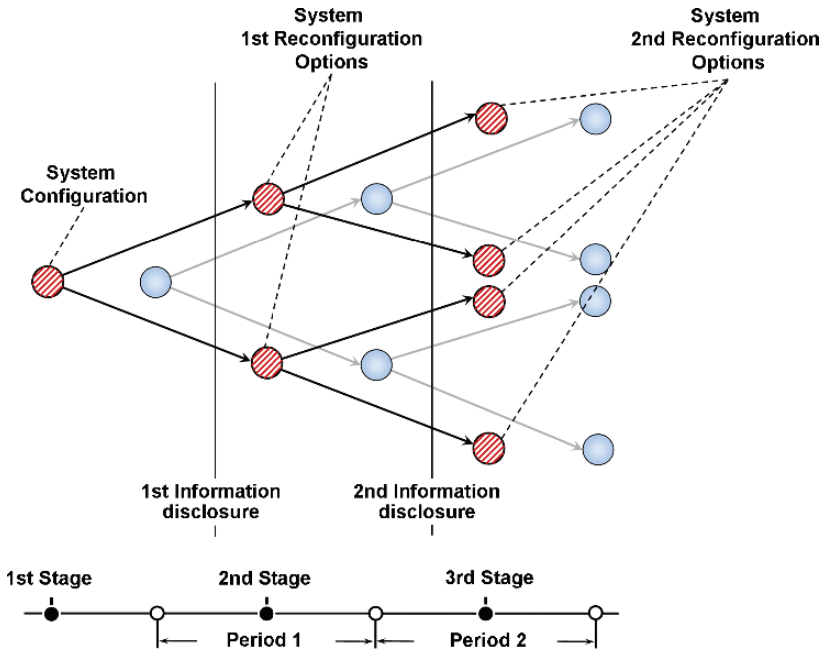 System
1st Reconfiguration
Options
System
2nd Reconfiguration
Options
System
Configuration
1st Information
disclosure
2nd Information
disclosure
1st Stage
2nd Stage
3rd Stage
Period 1
Period 2